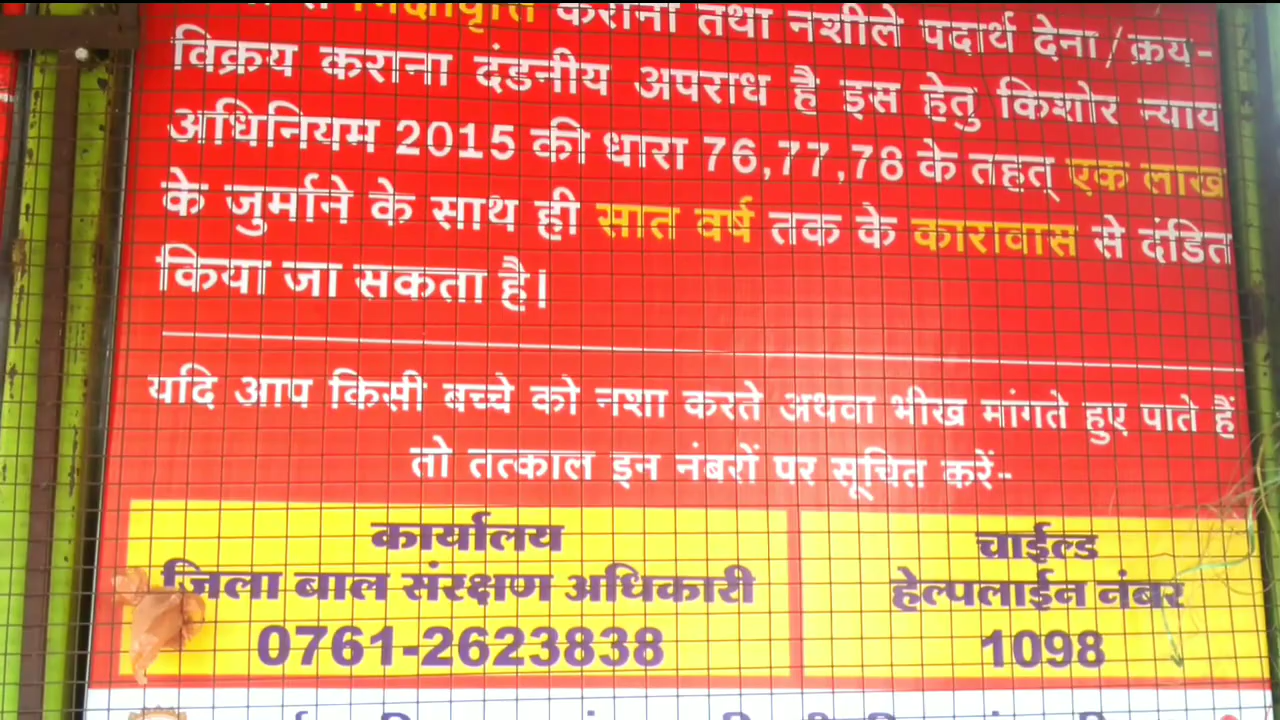 भिक्षावृत्ति कराना तथा नशीले पदार्थ देना/क्रय-
विक्रय कराना दंडनीय अपराध है इस हेतु किशोर न्याय
अधिनियम 2015 की धारा 76,77,78 के तहत् एक लाख
के जुर्माने के साथ ही सात वर्ष तक के कारावास से दंडित
किया जा सकता है।
यदि आप किसी बच्चे को नशा करते अथवा भीख मांगते हुए पाते हैं
तो तत्काल इन नंबरों पर सूचित करें-
कार्यालय
जिला बाल संरक्षण अधिकारी
0761-2623838
चाईल्ड
हेल्पलाईन नंबर
1098